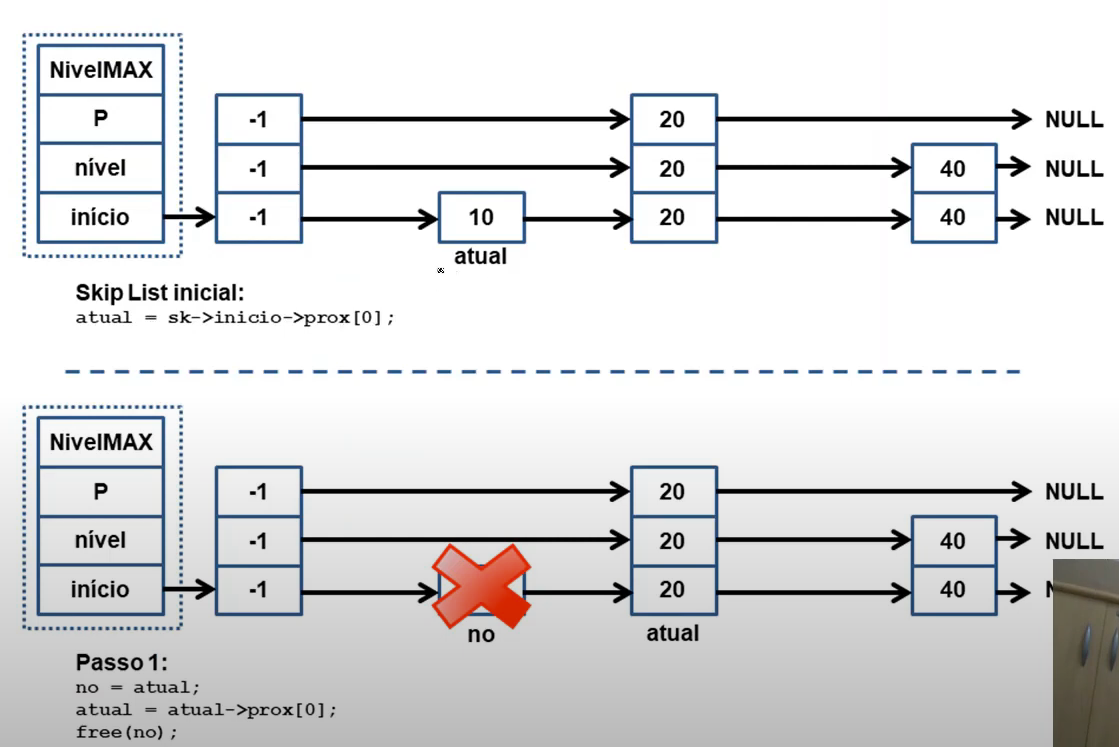 NivelMAX
P
nível
início
-1 20 NULL
-1 20 40 NULL
-1 10 20 40 NULL
atual
Skip List inicial:
atual = sk->inicio->prox[0];
NivelMAX
P
nível
início
-1 20 NULL
-1 20 40 NULL
-1 20 40
no atual
Passo 1:
no = atual;
atual = atual->prox[0];
free(no);